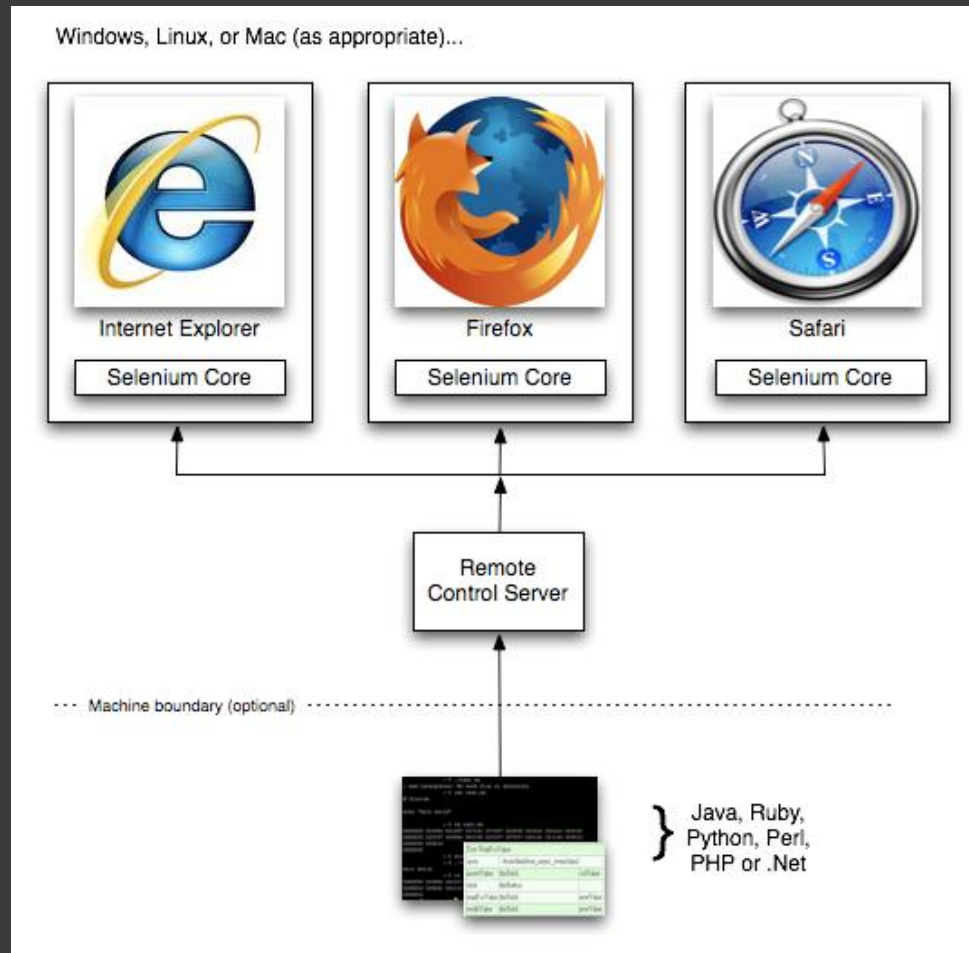 Windows, Linux, or Mac (as appropriate)...
N
E
S
W
Internet Explorer
Firefox
Safari
Selenium Core
Selenium Core
Selenium Core
Remote
Control Server
--- Machine boundary (optional) ---
Java, Ruby,
Python, Perl,
PHP or .Net